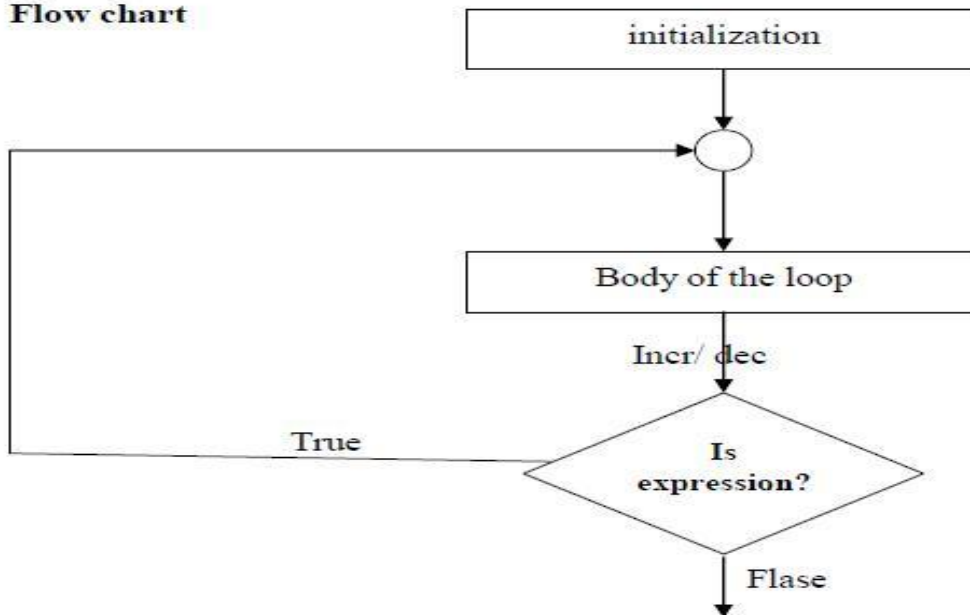 Flow chart
initialization
Body of the loop
Incr/ dec
True
Is
expression?
Flase